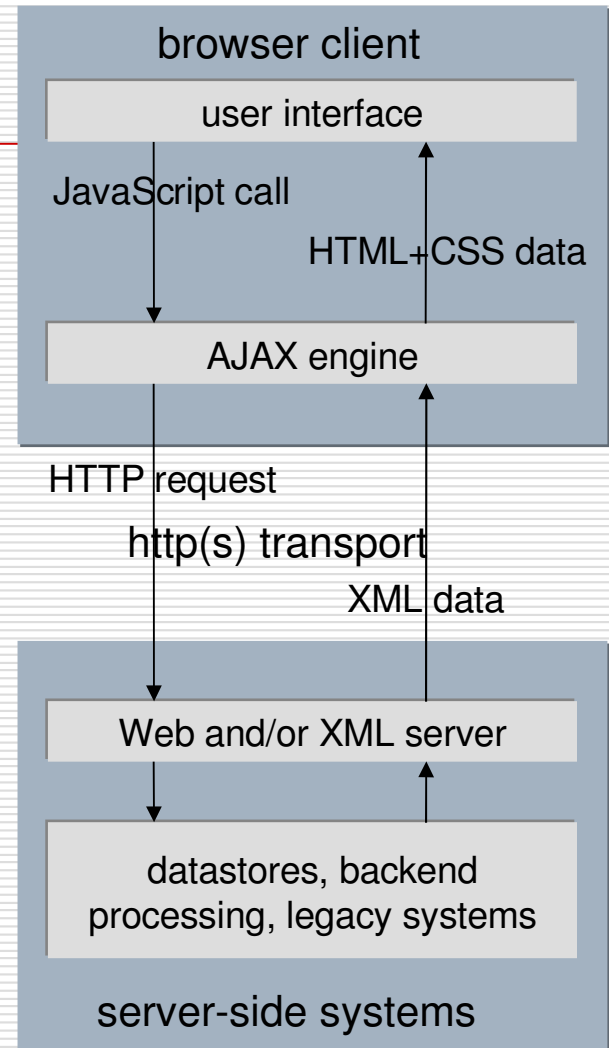 browser client
user interface
JavaScript call
HTML+CSS data
AJAX engine
HTTP request
http(s) transport
XML data
Web and/or XML server
datastores, backend
processing, legacy systems
server-side systems